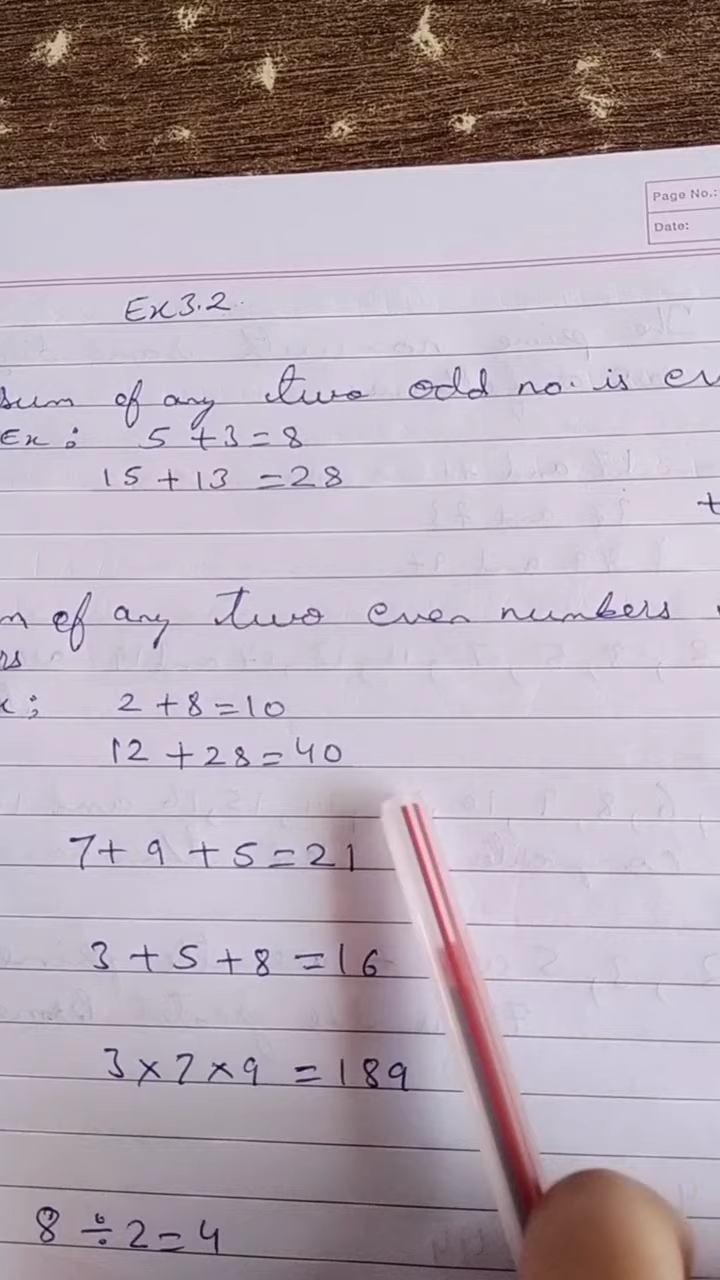 Page No.:
Date:
Ex 3.2.
sum of any two odd no. is
Ex : 5 + 3 = 8
15 + 13 = 28
of any two even numbers
2 + 8 = 10
12 + 28 = 40
7 + 9 + 5 = 21
3 + 5 + 8 = 16
3 × 7 × 9 = 189
8 ÷ 2 = 4